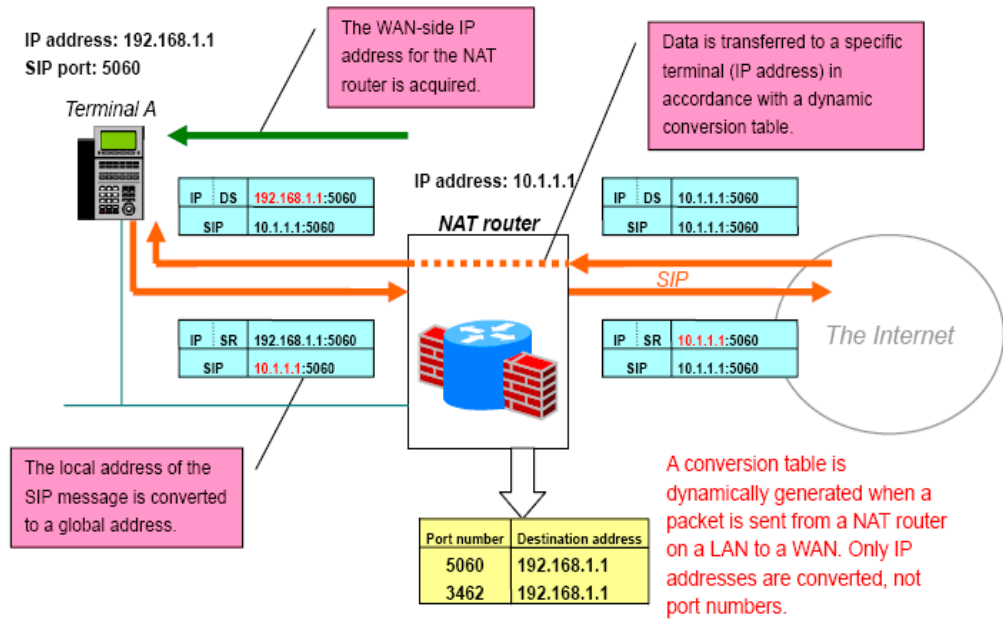 IP address: 192.168.1.1
SIP port: 5060
Terminal A
The WAN-side IP
address for the NAT
router is acquired.
Data is transferred to a specific
terminal (IP address) in
accordance with a dynamic
conversion table.
IP DS 192.168.1.1:5060
SIP 10.1.1.1:5060
IP address: 10.1.1.1
NAT router
IP DS 10.1.1.1:5060
SIP 10.1.1.1:5060
SIP
The Internet
IP SR 192.168.1.1:5060
SIP 10.1.1.1:5060
IP SR 10.1.1.1:5060
SIP 10.1.1.1:5060
The local address of the
SIP message is converted
to a global address.
Port number Destination address
5060 192.168.1.1
3462 192.168.1.1
A conversion table is
dynamically generated when a
packet is sent from a NAT router
on a LAN to a WAN. Only IP
addresses are converted, not
port numbers.